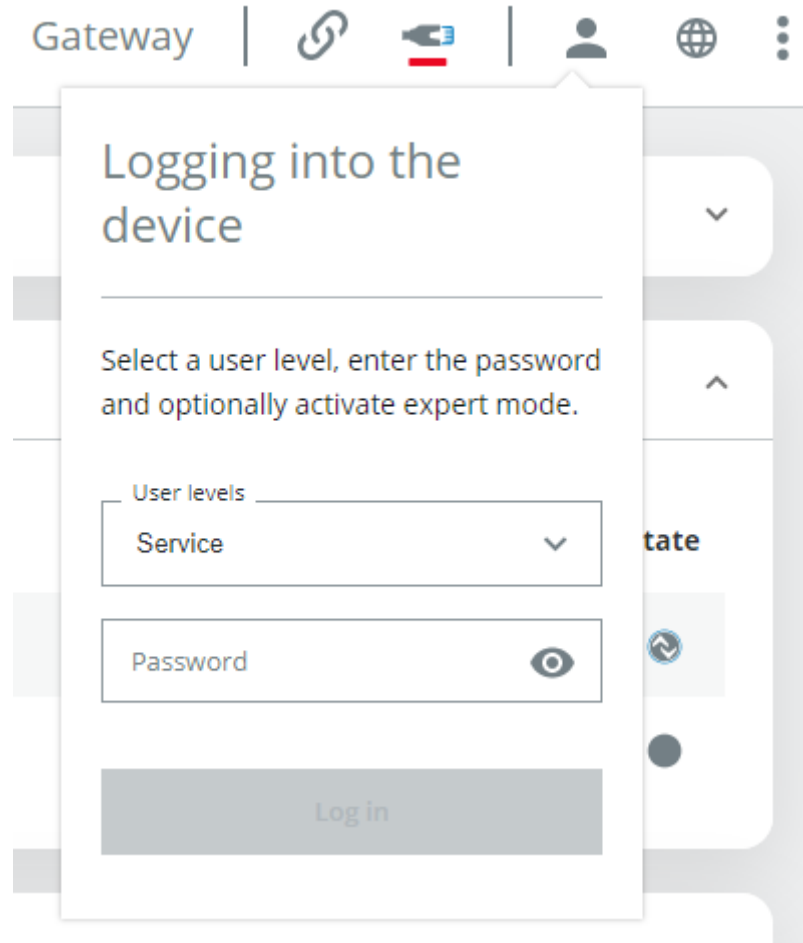 Gateway
Logging into the
device
Select a user level, enter the password
and optionally activate expert mode.
User levels
Service
tate
Password
Log in